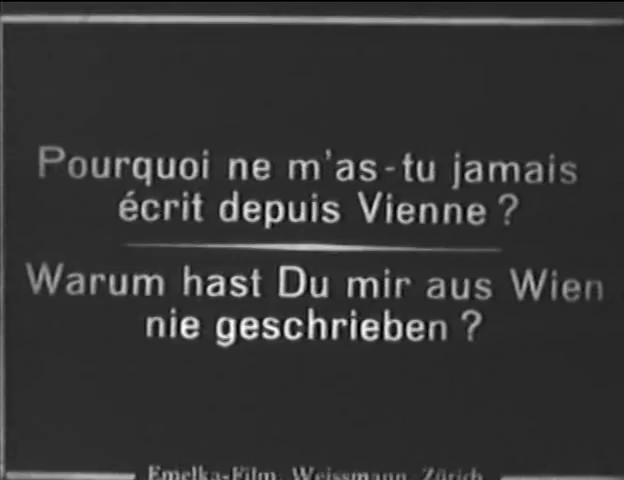 Pourquoi ne m'as-tu jamais
écrit depuis Vienne ?
Warum hast Du mir aus Wien
nie geschrieben ?
Emelka-Film Weissmann Zürich